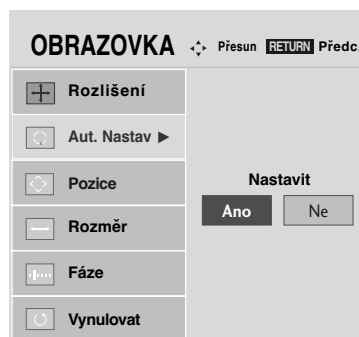 OBRAZOVKA Přesun RETURN Předc.
Rozlišení
Aut. Nastav ►
Pozice
Nastavit
Ano Ne
Rozměr
Fáze
Vynulovat